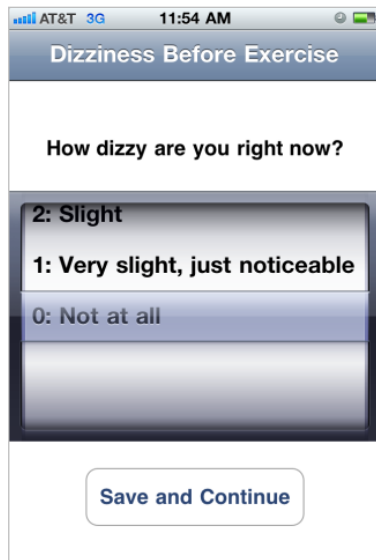 AT&T 3G 11:54 AM
Dizziness Before Exercise
How dizzy are you right now?
2: Slight
1: Very slight, just noticeable
0: Not at all
Save and Continue